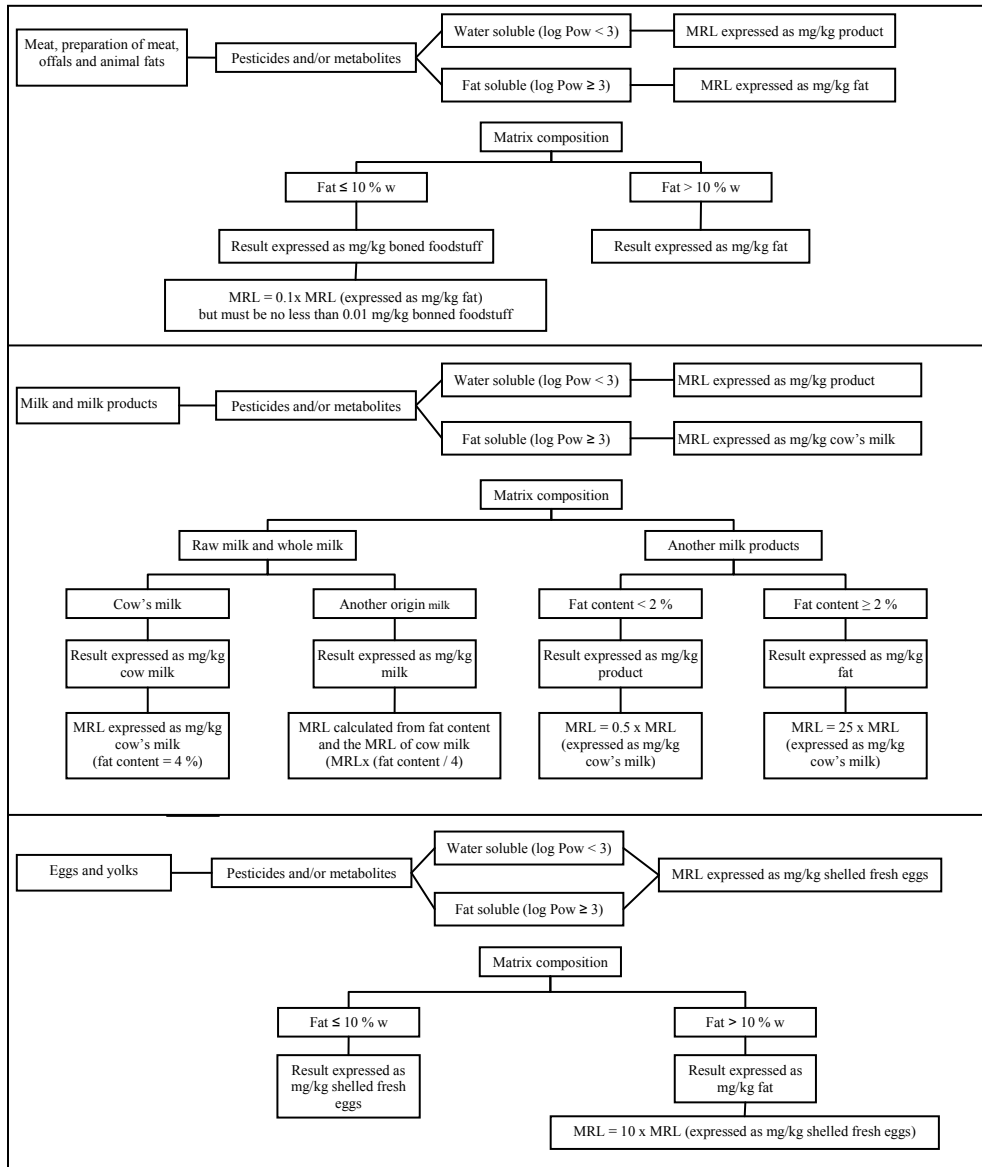 Meat, preparation of meat,
offals and animal fats
Pesticides and/or metabolites
Water soluble (log Pow < 3)
MRL expressed as mg/kg product
Fat soluble (log Pow ≥ 3)
MRL expressed as mg/kg fat
Matrix composition
Fat ≤ 10 % w
Fat > 10 % w
Result expressed as mg/kg boned foodstuff
Result expressed as mg/kg fat
MRL = 0.1x MRL (expressed as mg/kg fat)
but must be no less than 0.01 mg/kg bonned foodstuff
Milk and milk products
Pesticides and/or metabolites
Water soluble (log Pow < 3)
MRL expressed as mg/kg product
Fat soluble (log Pow ≥ 3)
MRL expressed as mg/kg cow's milk
Matrix composition
Raw milk and whole milk
Another milk products
Cow's milk
Another origin milk
Fat content < 2 %
Fat content ≥ 2 %
Result expressed as mg/kg
cow milk
Result expressed as mg/kg
milk
Result expressed as mg/kg
product
Result expressed as mg/kg
fat
MRL expressed as mg/kg
cow's milk
(fat content = 4 %)
MRL calculated from fat content
and the MRL of cow milk
(MRLx (fat content / 4)
MRL = 0.5 x MRL
(expressed as mg/kg
cow's milk)
MRL = 25 x MRL
(expressed as mg/kg
cow's milk)
Eggs and yolks
Pesticides and/or metabolites
Water soluble (log Pow < 3)
Fat soluble (log Pow ≥ 3)
MRL expressed as mg/kg shelled fresh eggs
Matrix composition
Fat ≤ 10 % w
Fat > 10 % w
Result expressed as
mg/kg shelled fresh
eggs
Result expressed as
mg/kg fat
MRL = 10 x MRL (expressed as mg/kg shelled fresh eggs)